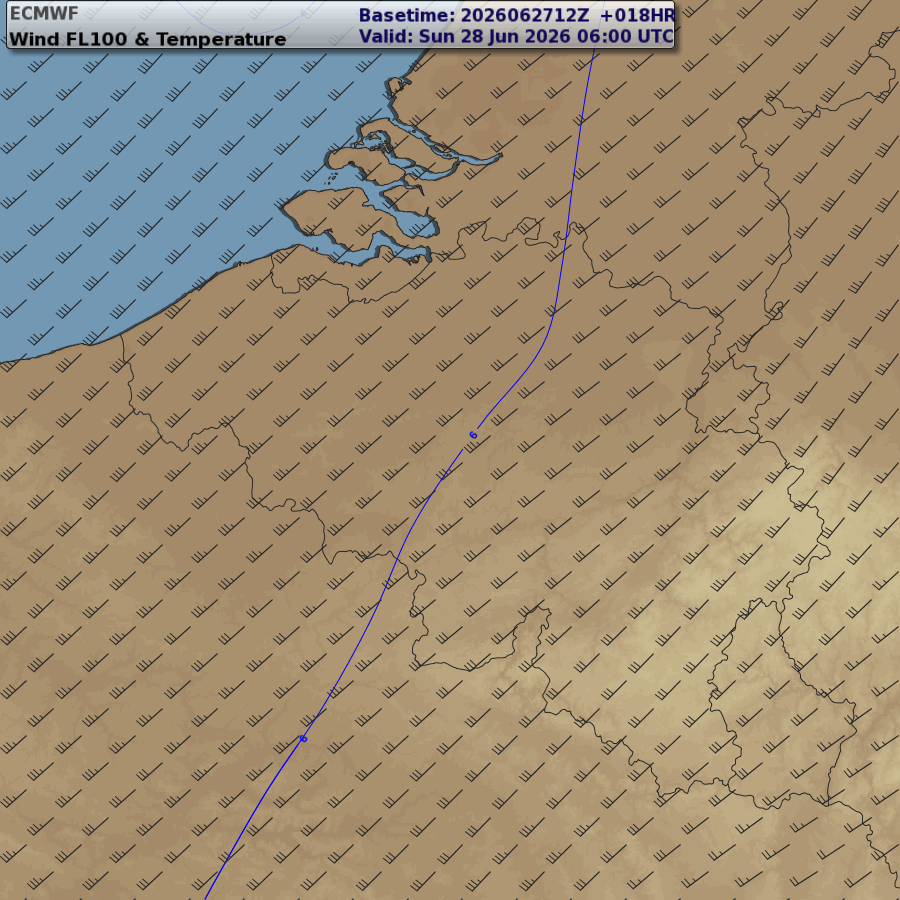 ECMWF
Basetime: 2026062712Z +018HR
Wind FL100 & Temperature
Valid: Sun 28 Jun 2026 06:00 UTC
6
6